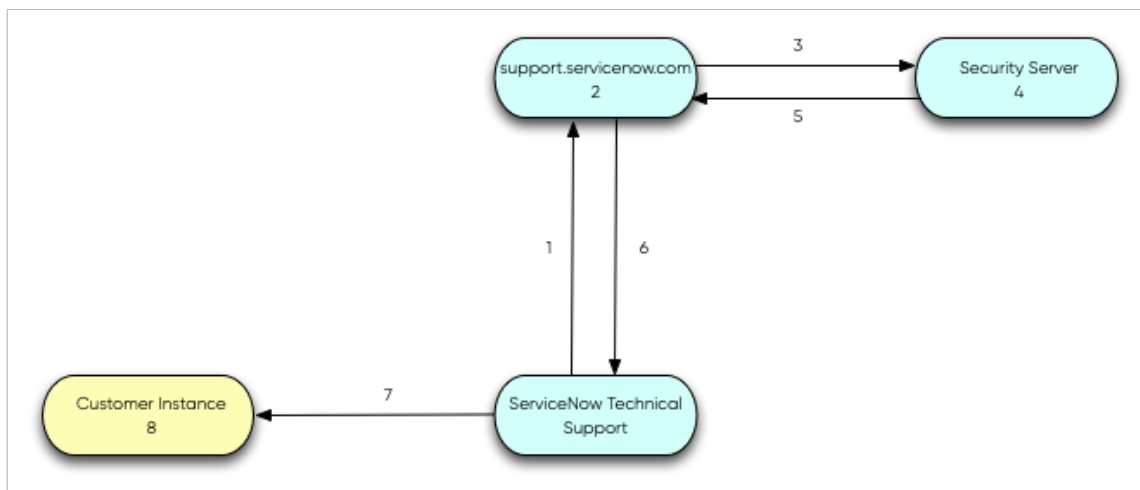 support.servicenow.com
2
3
Security Server
4
5
1
6
Customer Instance
8
7
ServiceNow Technical
Support